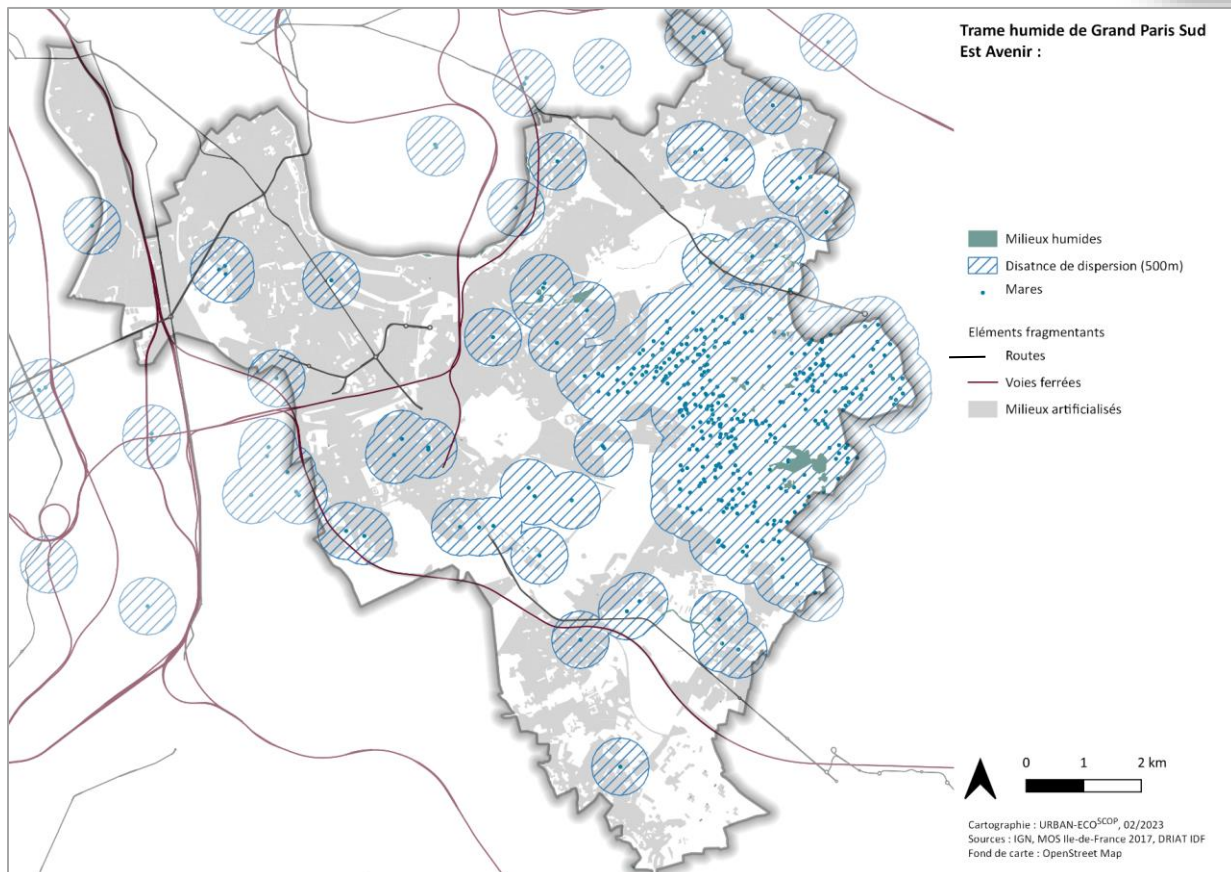 Trame humide de Grand Paris Sud
Est Avenir :
Milieux humides
Disatnce de dispersion (500m)
Mares
Eléments fragmentants
Routes
Voies ferrées
Milieux artificialisés
0 1 2 km
Cartographie : URBAN-ECOSCOP, 02/2023
Sources : IGN, MOS Ile-de-France 2017, DRIAT IDF
Fond de carte : OpenStreet Map